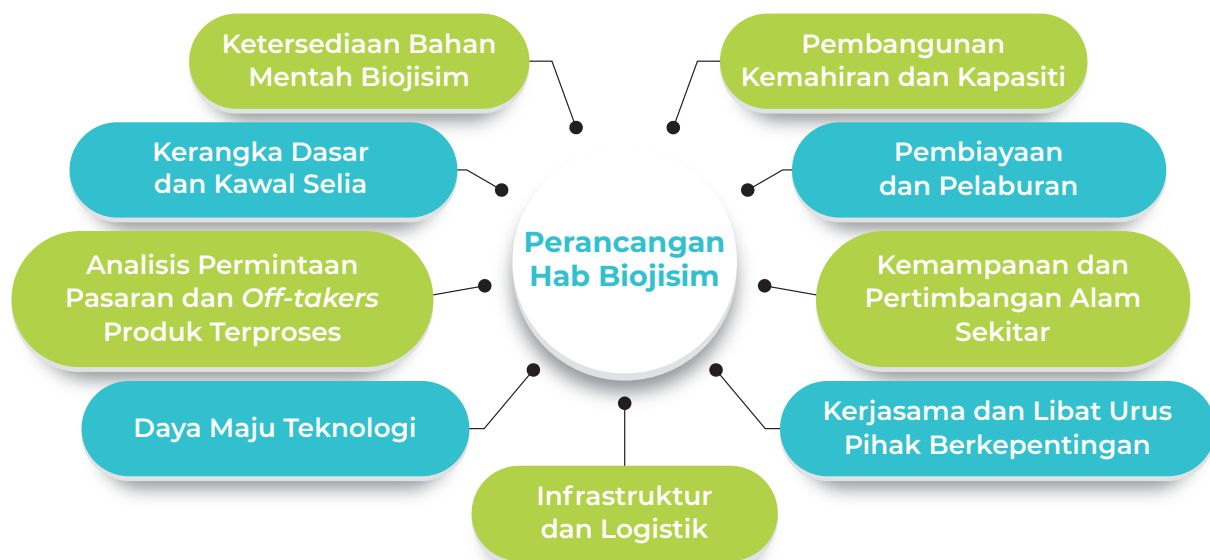 Ketersediaan Bahan
Mentah Biojisim
Pembangunan
Kemahiran dan Kapasiti
Kerangka Dasar
dan Kawal Selia
Pembiayaan
dan Pelaburan
Perancangan
Hab Biojisim
Analisis Permintaan
Pasaran dan Off-takers
Produk Terproses
Kemampanan dan
Pertimbangan Alam
Sekitar
Daya Maju Teknologi
Kerjasama dan Libat Urus
Pihak Berkepentingan
Infrastruktur
dan Logistik